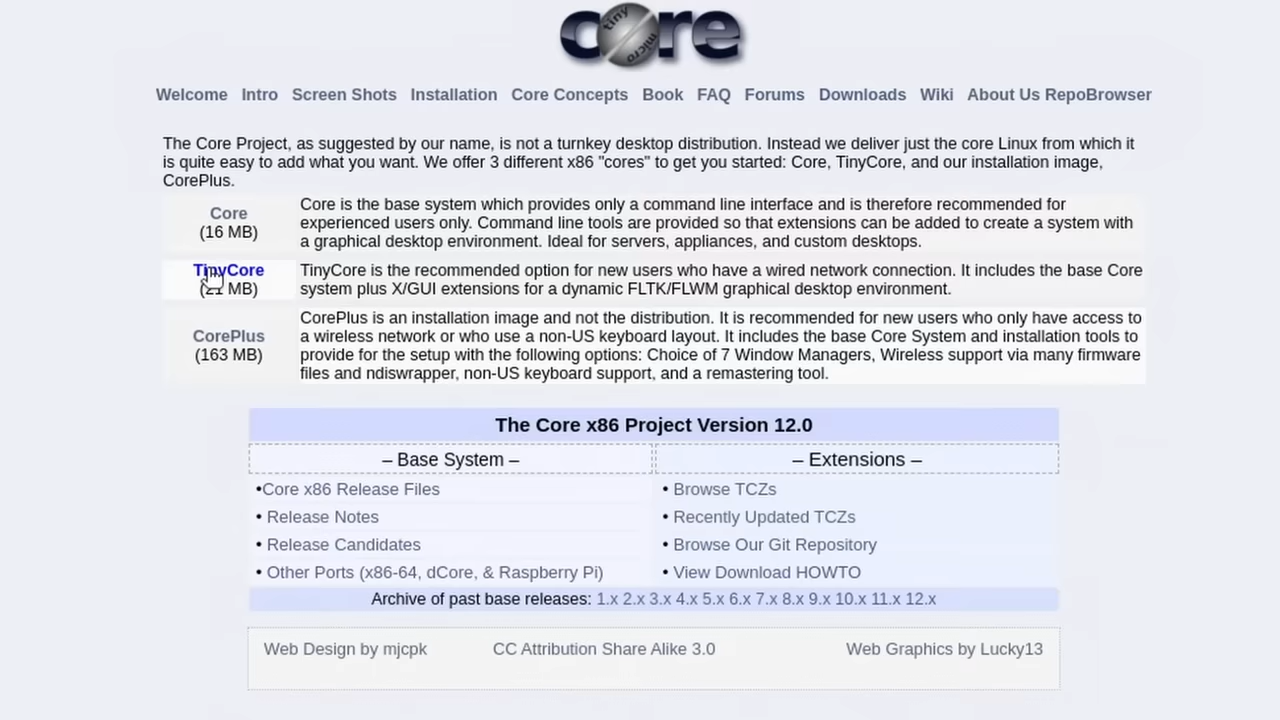 core
tiny
micro
Welcome Intro Screen Shots Installation Core Concepts Book FAQ Forums Downloads Wiki About Us RepoBrowser
The Core Project, as suggested by our name, is not a turnkey desktop distribution. Instead we deliver just the core Linux from which it
is quite easy to add what you want. We offer 3 different x86 "cores" to get you started: Core, TinyCore, and our installation image,
CorePlus.
Core
(16 MB)
Core is the base system which provides only a command line interface and is therefore recommended for
experienced users only. Command line tools are provided so that extensions can be added to create a system with
a graphical desktop environment. Ideal for servers, appliances, and custom desktops.
TinyCore
(21 MB)
TinyCore is the recommended option for new users who have a wired network connection. It includes the base Core
system plus X/GUI extensions for a dynamic FLTK/FLWM graphical desktop environment.
CorePlus
(163 MB)
CorePlus is an installation image and not the distribution. It is recommended for new users who only have access to
a wireless network or who use a non-US keyboard layout. It includes the base Core System and installation tools to
provide for the setup with the following options: Choice of 7 Window Managers, Wireless support via many firmware
files and ndiswrapper, non-US keyboard support, and a remastering tool.
The Core x86 Project Version 12.0
– Base System –
•Core x86 Release Files
• Release Notes
• Release Candidates
• Other Ports (x86-64, dCore, & Raspberry Pi)
– Extensions –
• Browse TCZs
• Recently Updated TCZs
• Browse Our Git Repository
• View Download HOWTO
Archive of past base releases: 1.x 2.x 3.x 4.x 5.x 6.x 7.x 8.x 9.x 10.x 11.x 12.x
Web Design by mjcpk CC Attribution Share Alike 3.0 Web Graphics by Lucky13